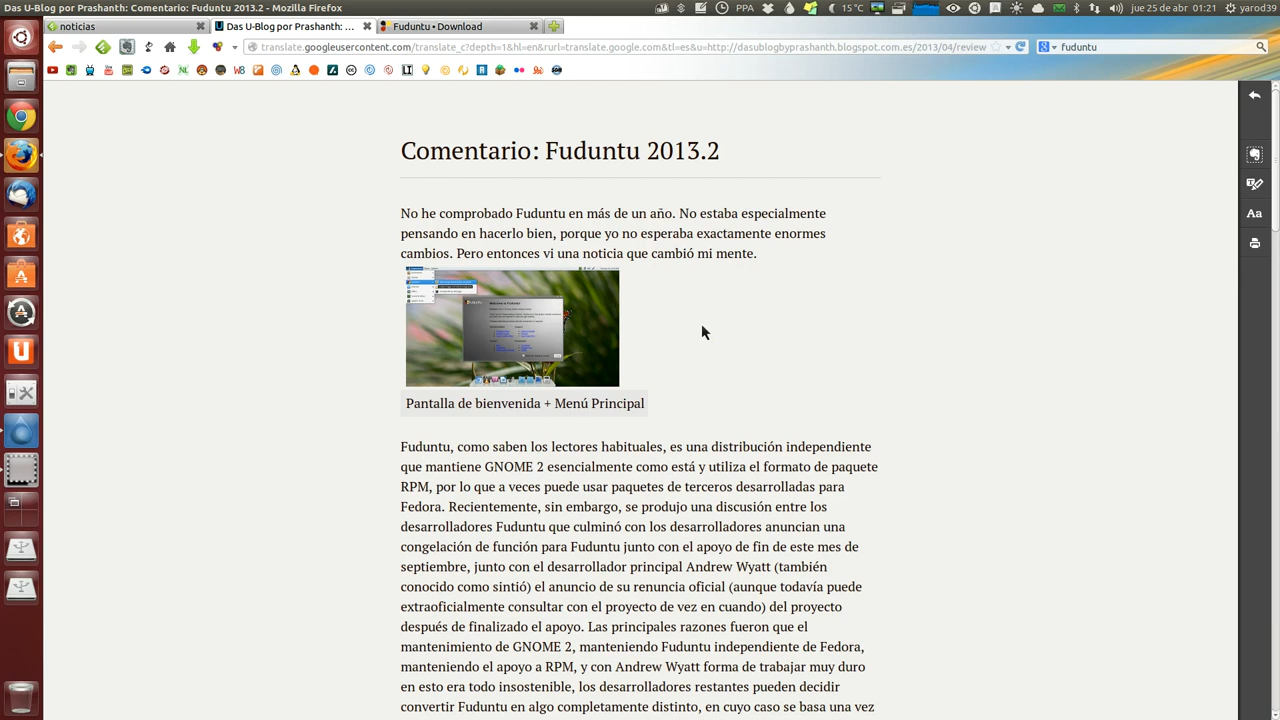 Das U-Blog por Prashanth: Comentario: Fuduntu 2013.2 - Mozilla Firefox
PPA
15°C
jue 25 de abr 01:21
yarod39
noticias
Das U-Blog por Prashanth: ...
Fuduntu • Download
translate.googleusercontent.com/translate_c?depth=1&hl=en&rurl=translate.google.com&tl=es&u=http://dasublogbyprashanth.blogspot.com.es/2013/04/review
fuduntu
Comentario: Fuduntu 2013.2
No he comprobado Fuduntu en más de un año. No estaba especialmente
pensando en hacerlo bien, porque yo no esperaba exactamente enormes
cambios. Pero entonces vi una noticia que cambió mi mente.
Pantalla de bienvenida + Menú Principal
Fuduntu, como saben los lectores habituales, es una distribución independiente
que mantiene GNOME 2 esencialmente como está y utiliza el formato de paquete
RPM, por lo que a veces puede usar paquetes de terceros desarrolladas para
Fedora. Recientemente, sin embargo, se produjo una discusión entre los
desarrolladores Fuduntu que culminó con los desarrolladores anuncian una
congelación de función para Fuduntu junto con el apoyo de fin de este mes de
septiembre, junto con el desarrollador principal Andrew Wyatt (también
conocido como sintió) el anuncio de su renuncia oficial (aunque todavía puede
extraoficialmente consultar con el proyecto de vez en cuando) del proyecto
después de finalizado el apoyo. Las principales razones fueron que el
mantenimiento de GNOME 2, manteniendo Fuduntu independiente de Fedora,
manteniendo el apoyo a RPM, y con Andrew Wyatt forma de trabajar muy duro
en esto era todo insostenible, los desarrolladores restantes pueden decidir
convertir Fuduntu en algo completamente distinto, en cuyo caso se basa una vez
Aa